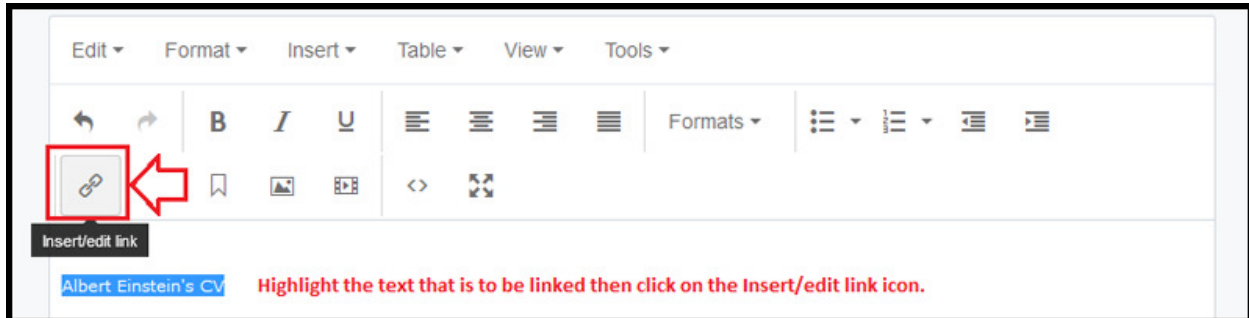 Edit Format Insert Table View Tools
B I U Formats
Insert/edit link
Albert Einstein's CV Highlight the text that is to be linked then click on the Insert/edit link icon.